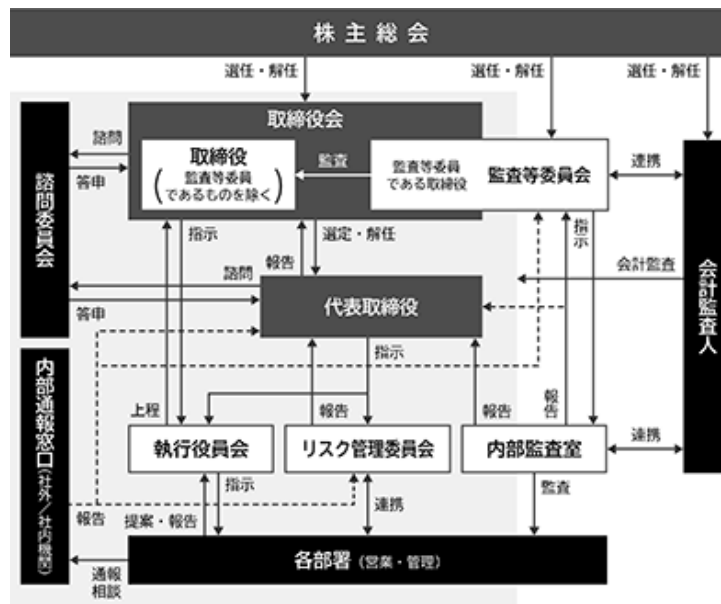 株主総会
選任・解任
選任・解任
選任・解任
取締役会
諮問
答申
取締役
(監査等委員
であるものを除く)
監査
監査等委員
である取締役
監査等委員会
連携
諮問委員会
指示
選定・解任
報告
指示
諮問
答申
代表取締役
会計監査
会計監査人
指示
内部通報窓口(社外/社内機関)
上程
報告
報告
報告
執行役員会
リスク管理委員会
内部監査室
連携
報告
提案・報告
指示
連携
監査
各部署(営業・管理)
通報
相談